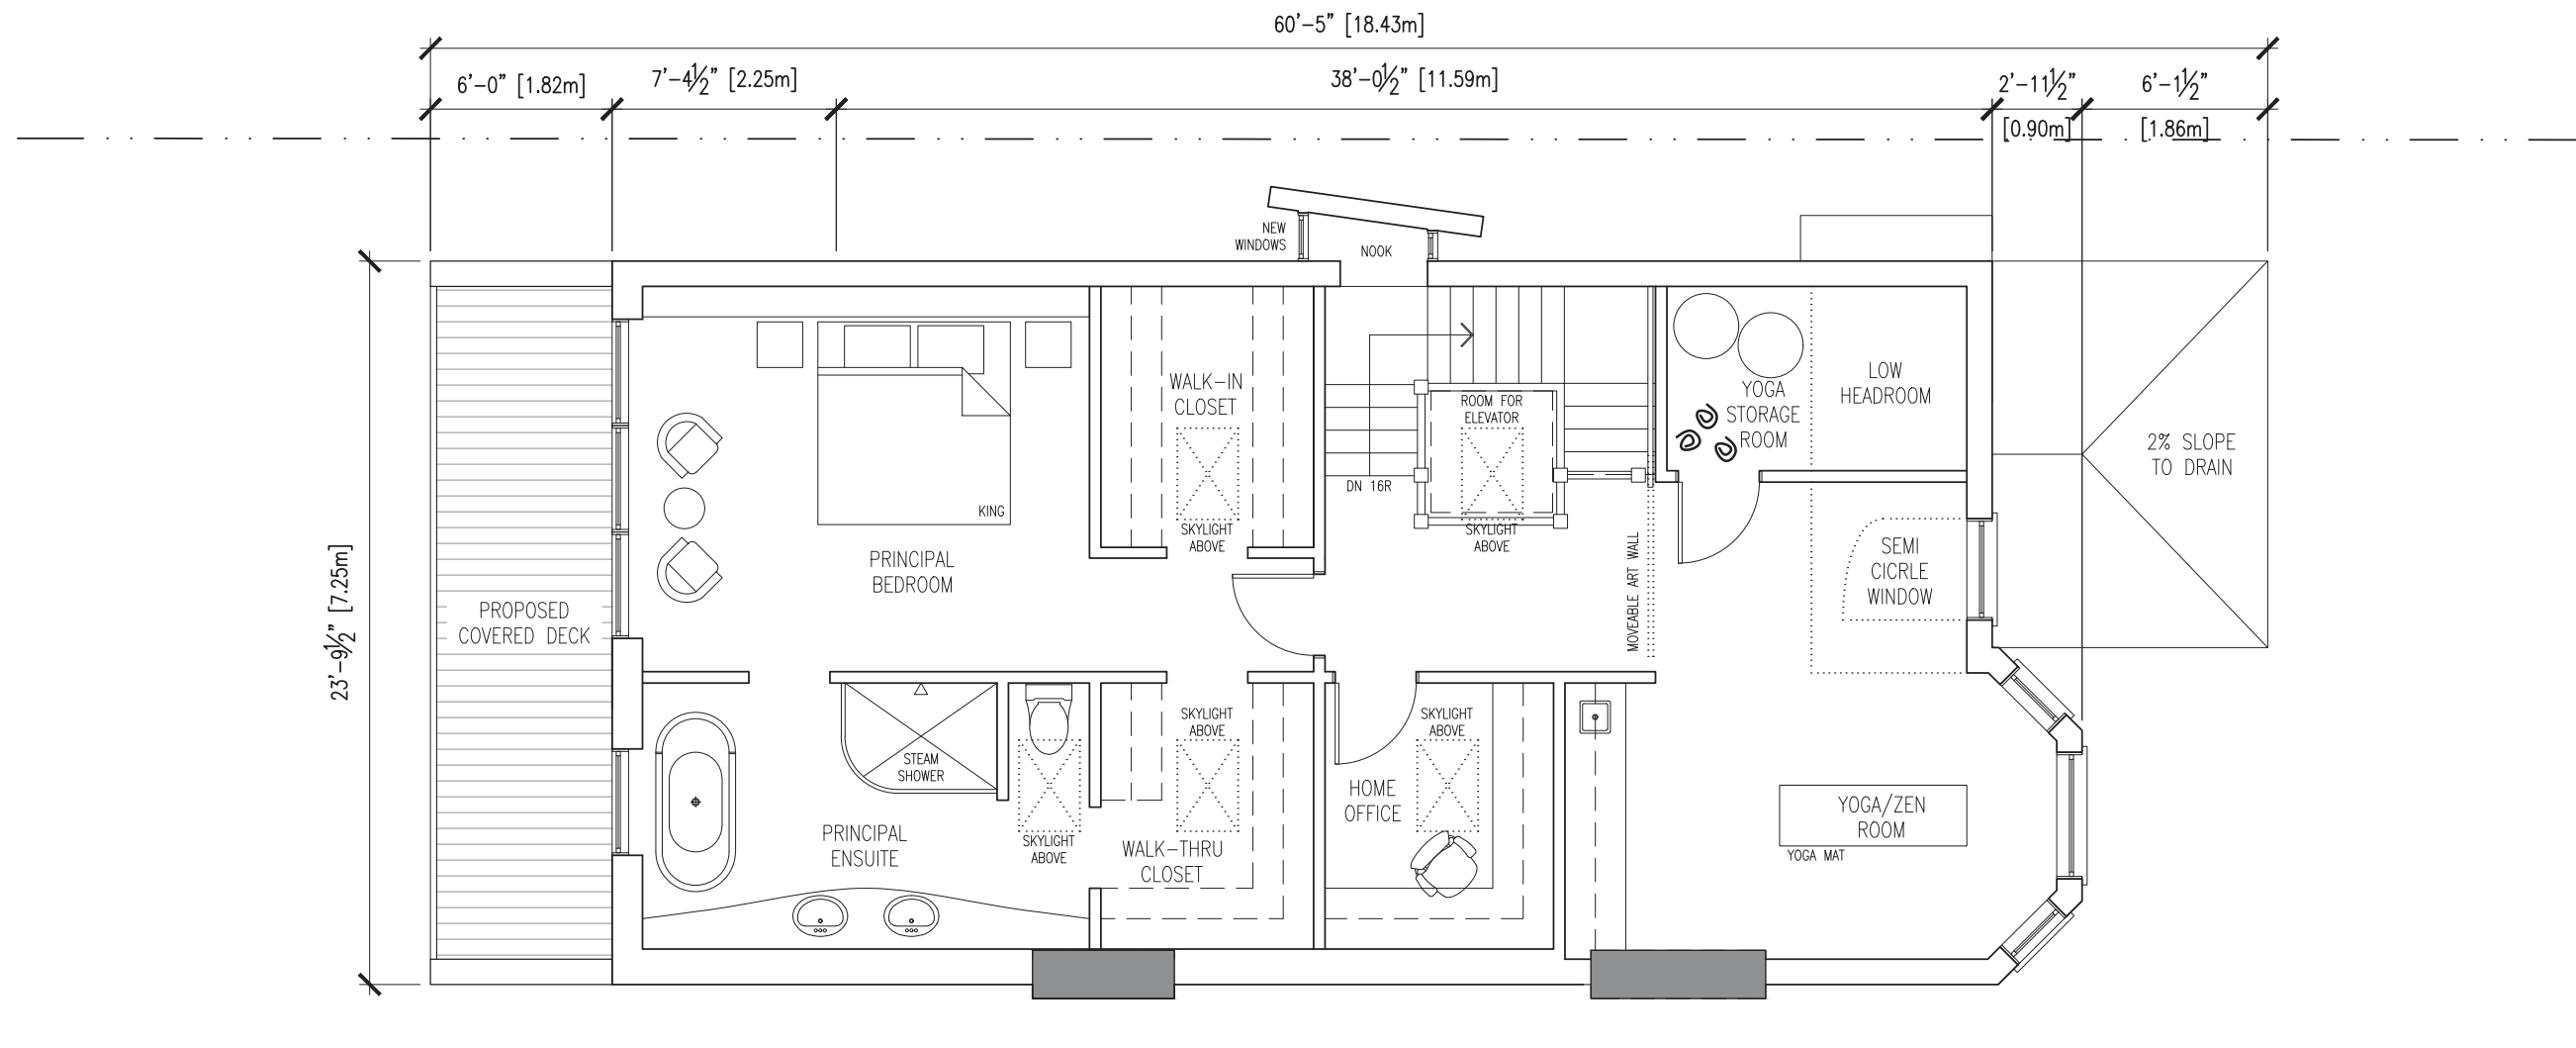 60'-5" [18.43m]
6'-0" [1.82m]
7'-4½" [2.25m]
38'-0½" [11.59m]
2'-11½"
[0.90m]
6'-1½"
[1.86m]
23'-9½" [7.25m]
NEW
WINDOWS
NOOK
WALK-IN
CLOSET
SKYLIGHT
ABOVE
ROOM FOR
ELEVATOR
SKYLIGHT
ABOVE
DN 16R
YOGA
STORAGE
ROOM
LOW
HEADROOM
2% SLOPE
TO DRAIN
KING
PRINCIPAL
BEDROOM
MOVEABLE ART WALL
SEMI
CICRLE
WINDOW
PROPOSED
COVERED DECK
STEAM
SHOWER
PRINCIPAL
ENSUITE
SKYLIGHT
ABOVE
SKYLIGHT
ABOVE
WALK-THRU
CLOSET
SKYLIGHT
ABOVE
HOME
OFFICE
YOGA/ZEN
ROOM
YOGA MAT